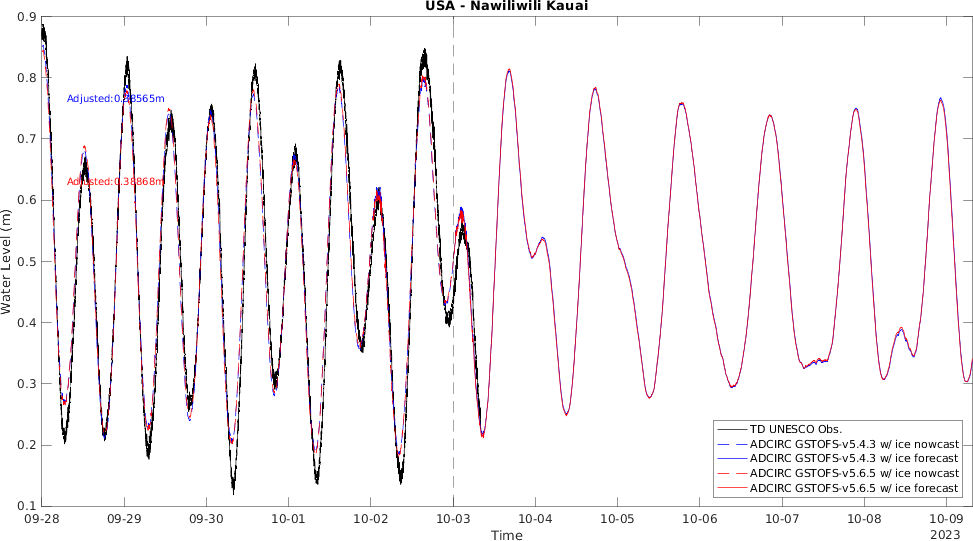 USA - Nawiliwili Kauai
0.9
0.8
0.7
0.6
0.5
0.4
0.3
0.2
0.1
Water Level (m)
Adjusted:0.38565m
Adjusted:0.38868m
TD UNESCO Obs.
ADCIRC GSTOFS-v5.4.3 w/ ice nowcast
ADCIRC GSTOFS-v5.4.3 w/ ice forecast
ADCIRC GSTOFS-v5.6.5 w/ ice nowcast
ADCIRC GSTOFS-v5.6.5 w/ ice forecast
09-28 09-29 09-30 10-01 10-02 10-03 10-04 10-05 10-06 10-07 10-08 10-09
2023
Time